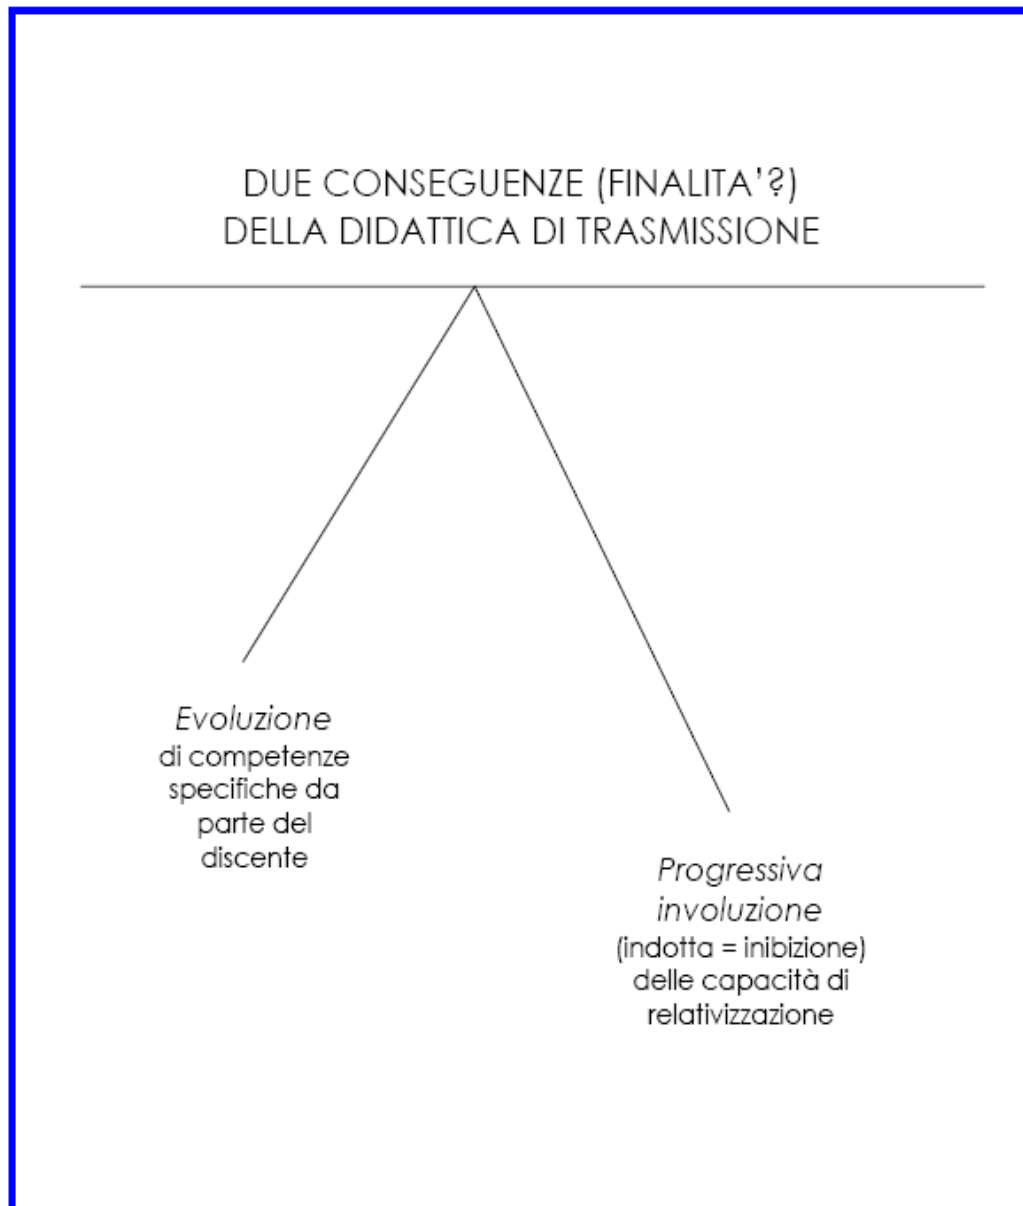 DUE CONSEGUENZE (FINALITA'?)
DELLA DIDATTICA DI TRASMISSIONE
Evoluzione
di competenze
specifiche da
parte del
discente
Progressiva
involuzione
(indotta = inibizione)
delle capacità di
relativizzazione